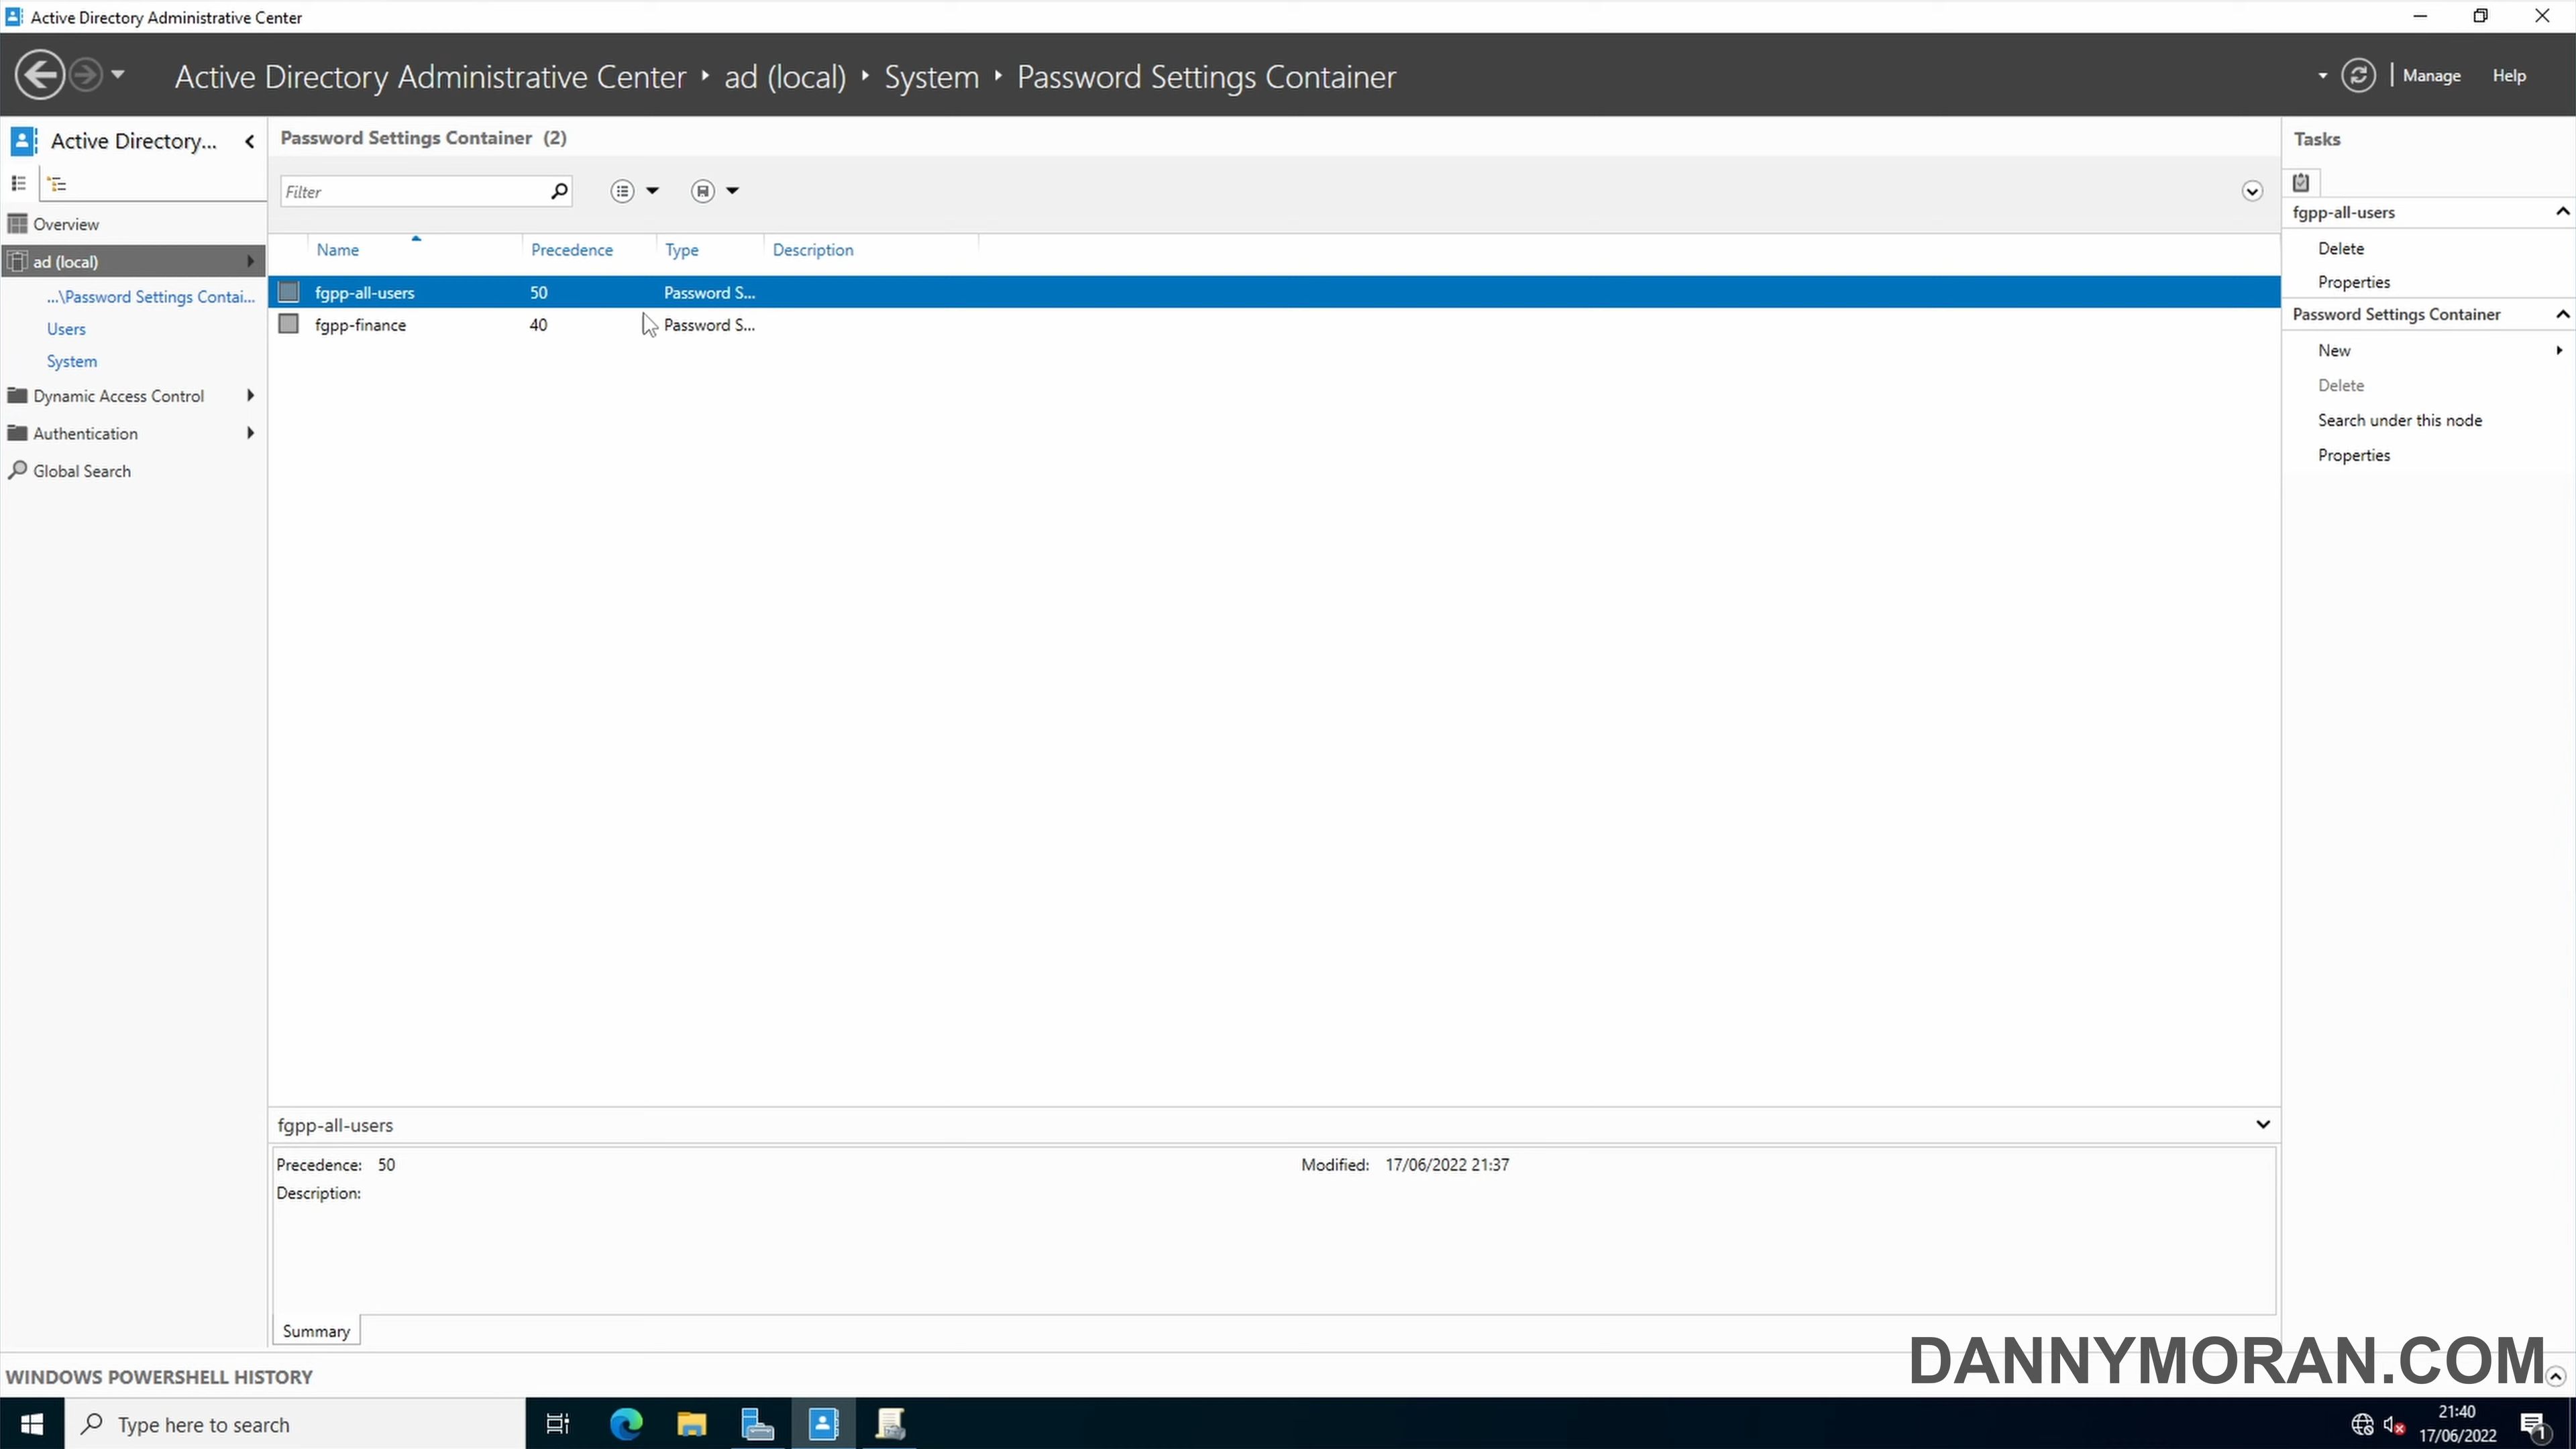 Active Directory Administrative Center
Active Directory Administrative Center ‣ ad (local) ‣ System ‣ Password Settings Container
Manage Help
Active Directory...
Overview
ad (local)
...\Password Settings Contai...
Users
System
Dynamic Access Control
Authentication
Global Search
Password Settings Container (2)
Filter
Name Precedence Type Description
fgpp-all-users 50 Password S...
fgpp-finance 40 Password S...
fgpp-all-users
Precedence: 50 Modified: 17/06/2022 21:37
Description:
Summary
Tasks
fgpp-all-users
Delete
Properties
Password Settings Container
New
Delete
Search under this node
Properties
WINDOWS POWERSHELL HISTORY
DANNYMORAN.COM
Type here to search
21:40
17/06/2022
1